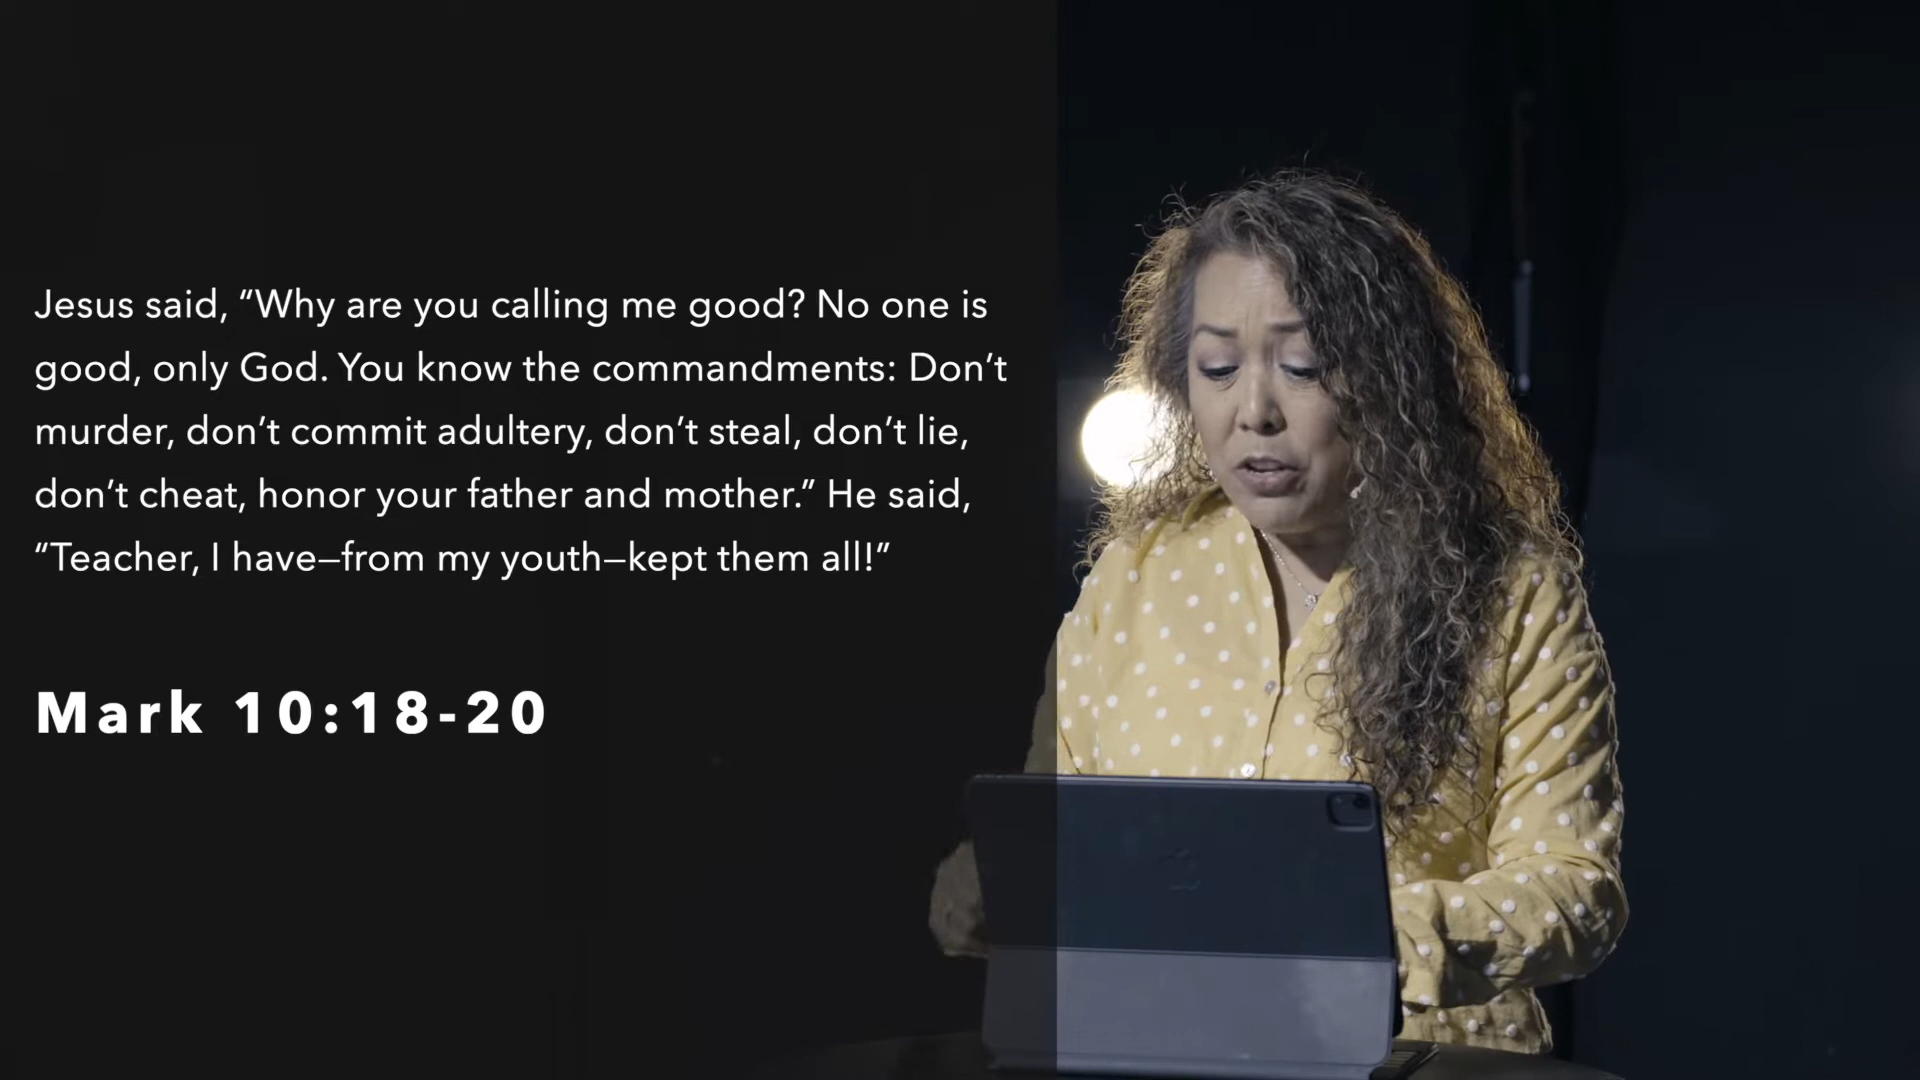 Jesus said, “Why are you calling me good? No one is
good, only God. You know the commandments: Don’t
murder, don’t commit adultery, don’t steal, don’t lie,
don’t cheat, honor your father and mother.” He said,
“Teacher, I have—from my youth—kept them all!”
Mark 10:18-20